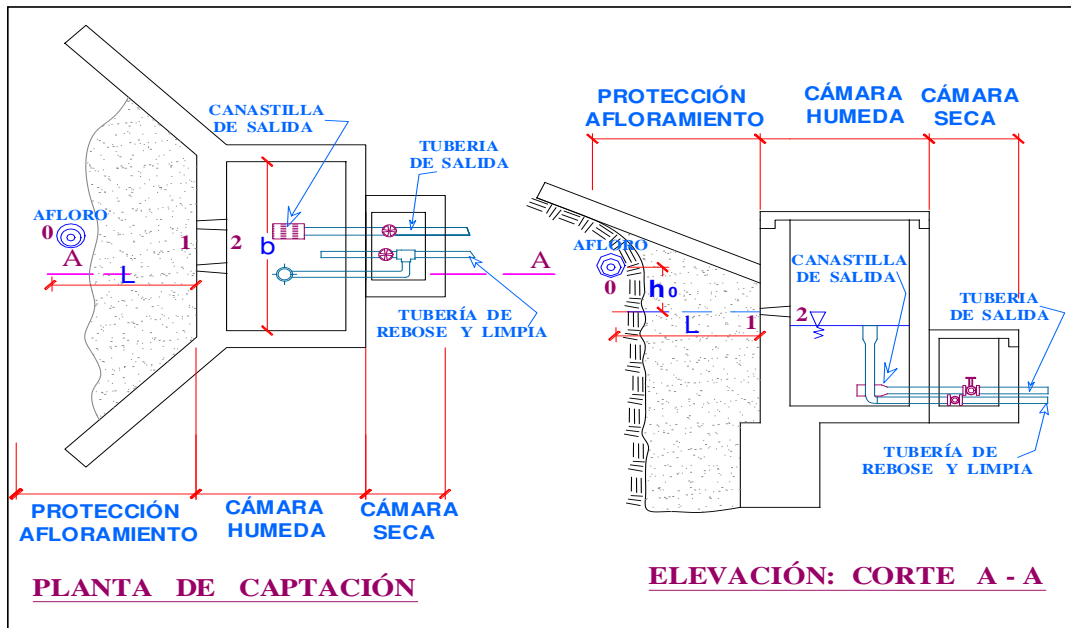 CANASTILLA
DE SALIDA
TUBERIA
DE SALIDA
AFLORO
0
A
L
1
2
b
A
TUBERÍA DE
REBOSE Y LIMPIA
PROTECCIÓN
AFLORAMIENTO
CÁMARA
HUMEDA
CÁMARA
SECA
PLANTA DE CAPTACIÓN
PROTECCIÓN
AFLORAMIENTO
CÁMARA
HUMEDA
CÁMARA
SECA
AFLORO
0
h0
L
1
2
CANASTILLA
DE SALIDA
TUBERIA
DE SALIDA
TUBERÍA DE
REBOSE Y LIMPIA
ELEVACIÓN: CORTE A - A